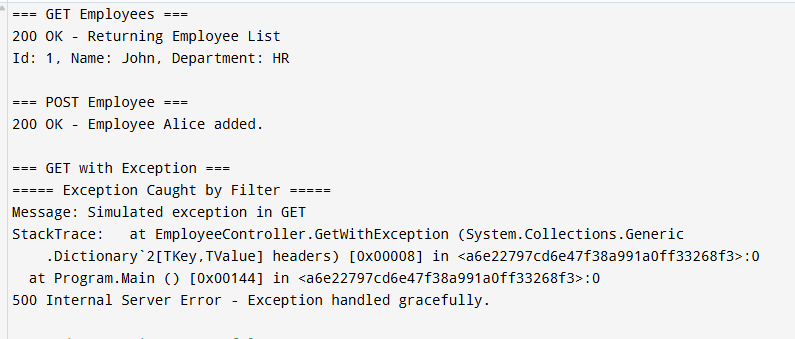 === GET Employees ===
200 OK - Returning Employee List
Id: 1, Name: John, Department: HR
=== POST Employee ===
200 OK - Employee Alice added.
=== GET with Exception ===
===== Exception Caught by Filter =====
Message: Simulated exception in GET
StackTrace:   at EmployeeController.GetWithException (System.Collections.Generic
    .Dictionary`2[TKey,TValue] headers) [0x00008] in <a6e22797cd6e47f38a991a0ff33268f3>:0
  at Program.Main () [0x00144] in <a6e22797cd6e47f38a991a0ff33268f3>:0
500 Internal Server Error - Exception handled gracefully.